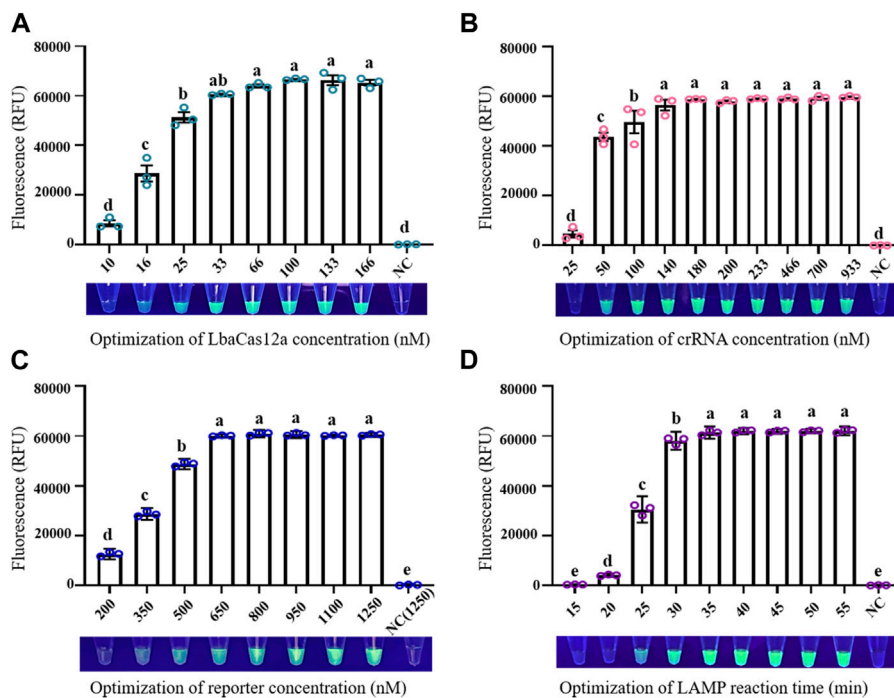 A
Fluorescence (RFU)
80000
60000
40000
20000
0
d
c
b
ab
a
a
a
a
d
10
16
25
33
66
100
133
166
NC
Optimization of LbaCas12a concentration (nM)
B
Fluorescence (RFU)
80000
60000
40000
20000
0
d
c
b
a
a
a
a
a
a
a
d
25
50
100
140
180
200
233
466
700
933
NC
Optimization of crRNA concentration (nM)
C
Fluorescence (RFU)
80000
60000
40000
20000
0
d
c
b
a
a
a
a
a
e
200
350
500
650
800
950
1100
1250
NC(1250)
Optimization of reporter concentration (nM)
D
Fluorescence (RFU)
80000
60000
40000
20000
0
e
d
c
b
a
a
a
a
a
e
15
20
25
30
35
40
45
50
55
NC
Optimization of LAMP reaction time (min)